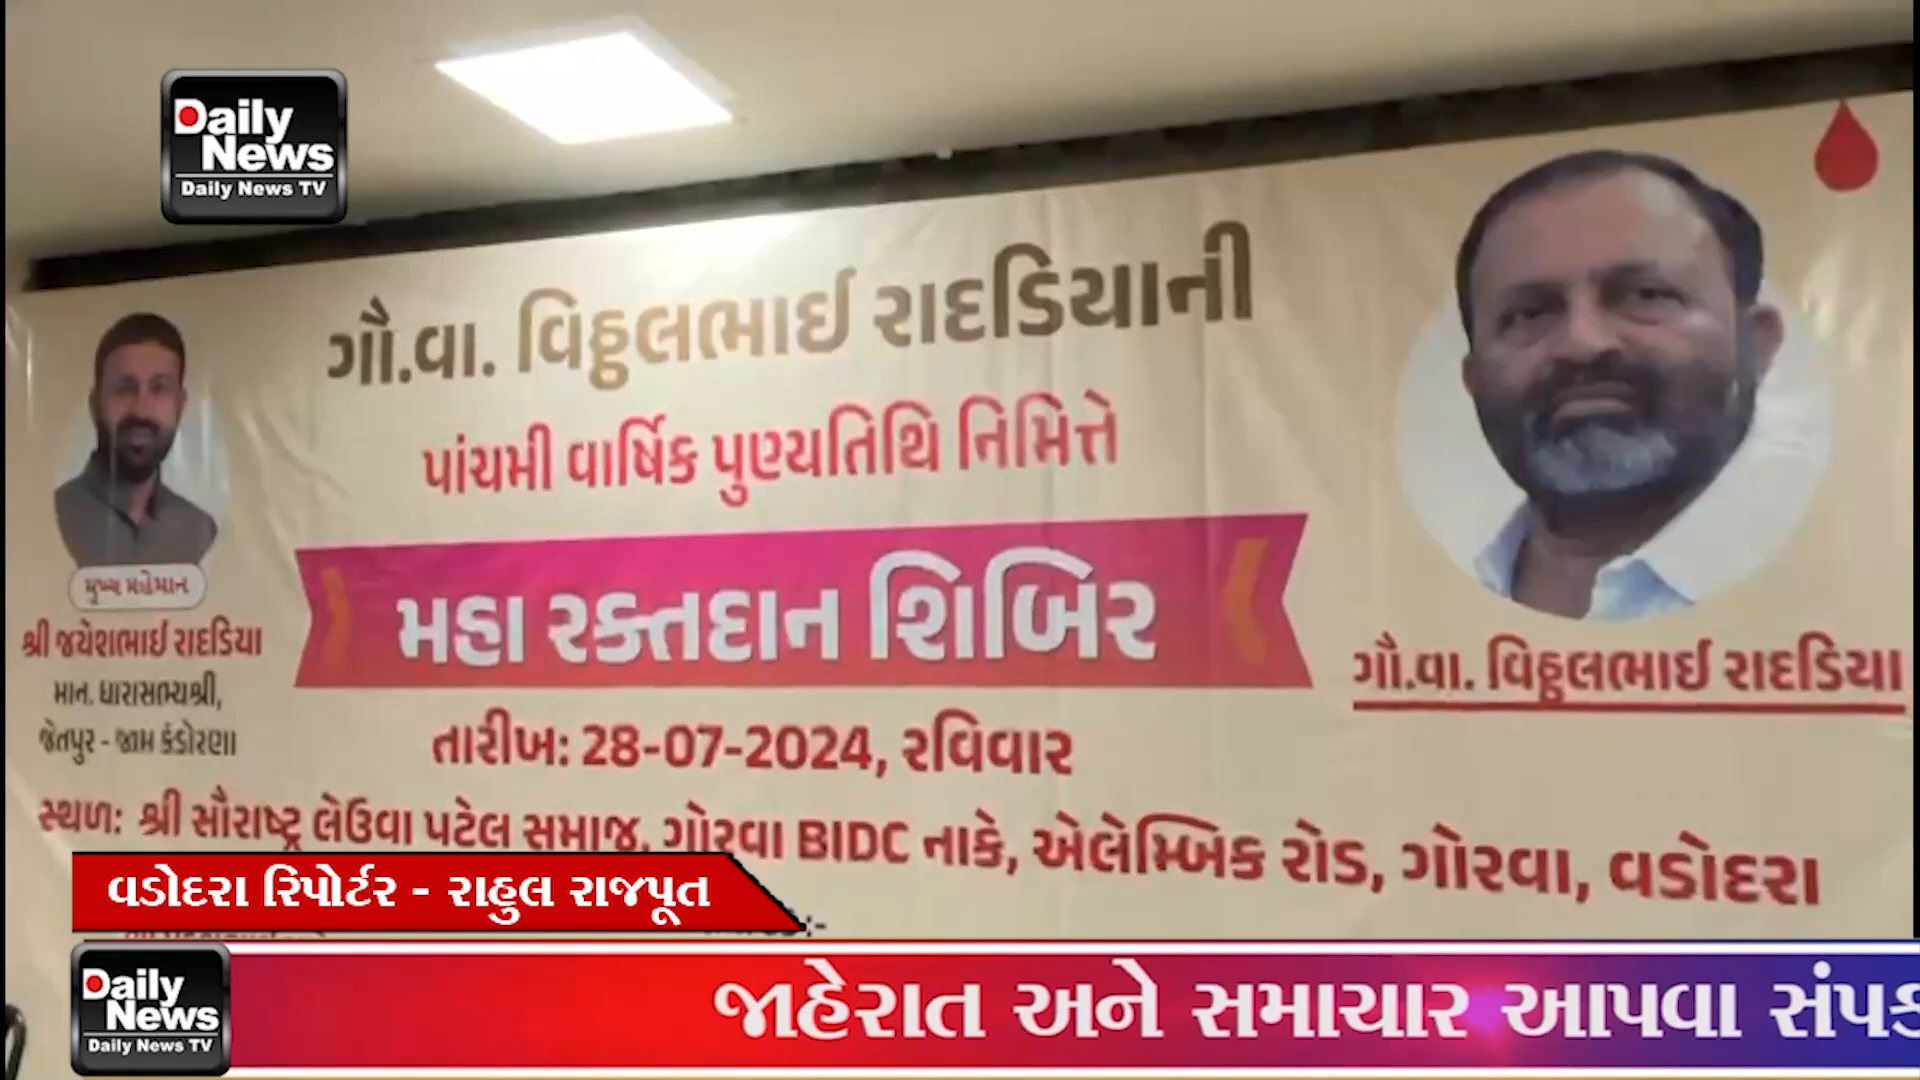 Daily
News
Daily News TV
ગૌ.વા. વિઠ્ઠલભાઈ રાદડિયાની
પાંચમી વાર્ષિક પુણ્યતિથિ નિમિત્તે
મહા રક્તદાન શિબિર
મુખ્ય મહેમાન
શ્રી જયેશભાઈ રાદડિયા
માન. ધારાસભ્યશ્રી,
જેતપુર - જામ કંડોરણા
ગૌ.વા. વિઠ્ઠલભાઈ રાદડિયા
તારીખ: 28-07-2024, રવિવાર
સ્થળ: શ્રી સૌરાષ્ટ્ર લેઉવા પટેલ સમાજ, ગોરવા BIDC નાકે, એલેમ્બિક રોડ, ગોરવા, વડોદરા
વડોદરા રિપોર્ટર - રાહુલ રાજપૂત
Daily
News
Daily News TV
જાહેરાત અને સમાચાર આપવા સંપક